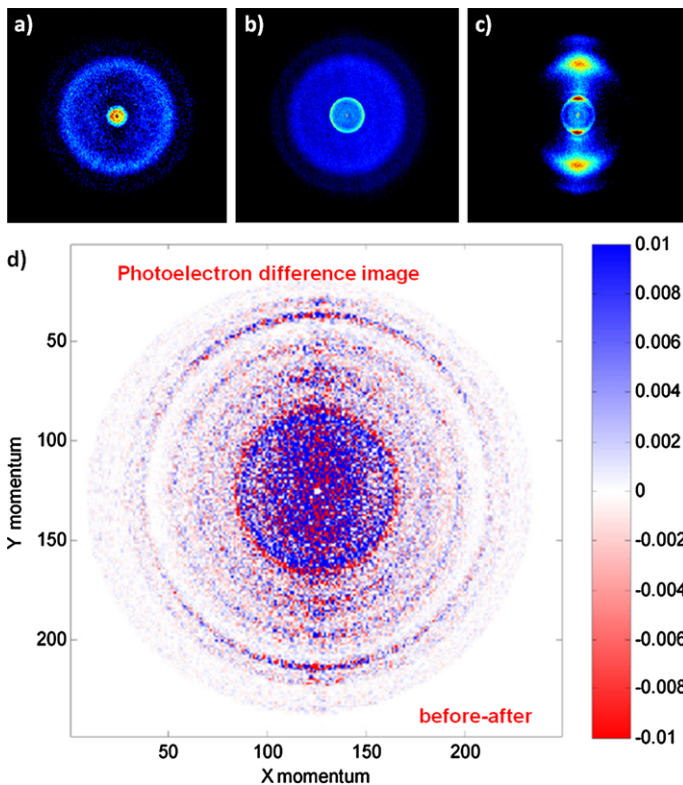 a)
b)
c)
d)
Photoelectron difference image
50
100
150
200
Y momentum
50
100
150
200
X momentum
before-after
0.01
0.008
0.006
0.004
0.002
0
-0.002
-0.004
-0.006
-0.008
-0.01